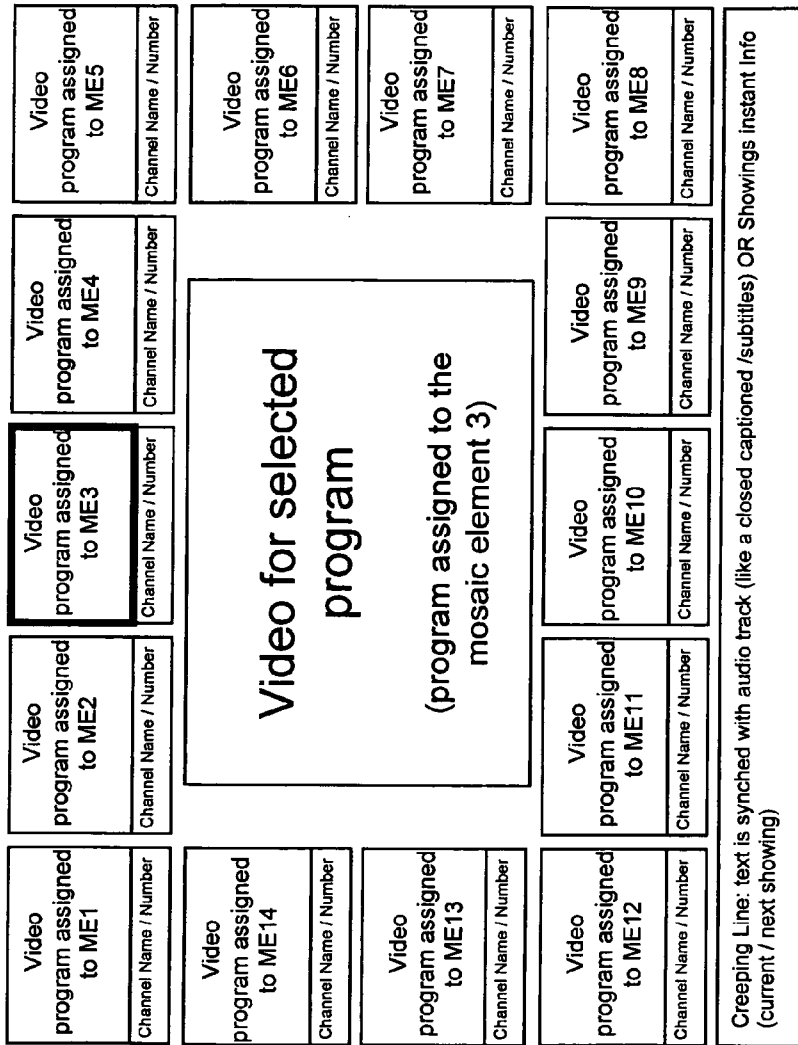 Video
program assigned
to ME1
Channel Name / Number
Video
program assigned
to ME2
Channel Name / Number
Video
program assigned
to ME3
Channel Name / Number
Video
program assigned
to ME4
Channel Name / Number
Video
program assigned
to ME5
Channel Name / Number
Video
program assigned
to ME14
Channel Name / Number
Video for selected
program
(program assigned to the
mosaic element 3)
Video
program assigned
to ME6
Channel Name / Number
Video
program assigned
to ME13
Channel Name / Number
Video
program assigned
to ME7
Channel Name / Number
Video
program assigned
to ME12
Channel Name / Number
Video
program assigned
to ME11
Channel Name / Number
Video
program assigned
to ME10
Channel Name / Number
Video
program assigned
to ME9
Channel Name / Number
Video
program assigned
to ME8
Channel Name / Number
Creeping Line: text is synched with audio track (like a closed captioned /subtitles) OR Showings instant Info
(current / next showing)